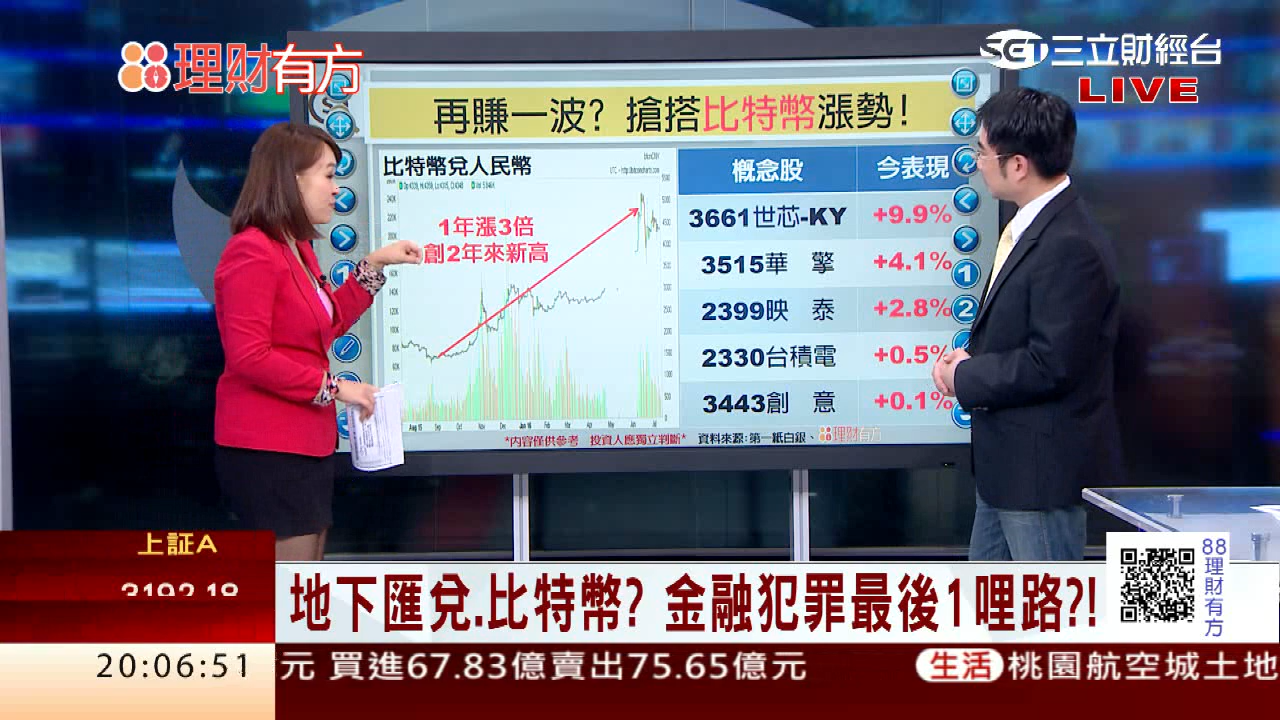 88理財有方
SET三立財經台
LIVE
再賺一波? 搶搭比特幣漲勢!
比特幣兌人民幣
1年漲3倍
創2年來新高
概念股 今表現
3661世芯-KY +9.9%
3515華 擎 +4.1%
2399映 泰 +2.8%
2330台積電 +0.5%
3443創 意 +0.1%
*內容僅供參考 投資人應獨立判斷* 資料來源:第一紙白銀、88理財有方
上証A
3192.18
地下匯兌.比特幣? 金融犯罪最後1哩路?!
88理財有方
20:06:51
元 買進67.83億賣出75.65億元
生活 桃園航空城土地